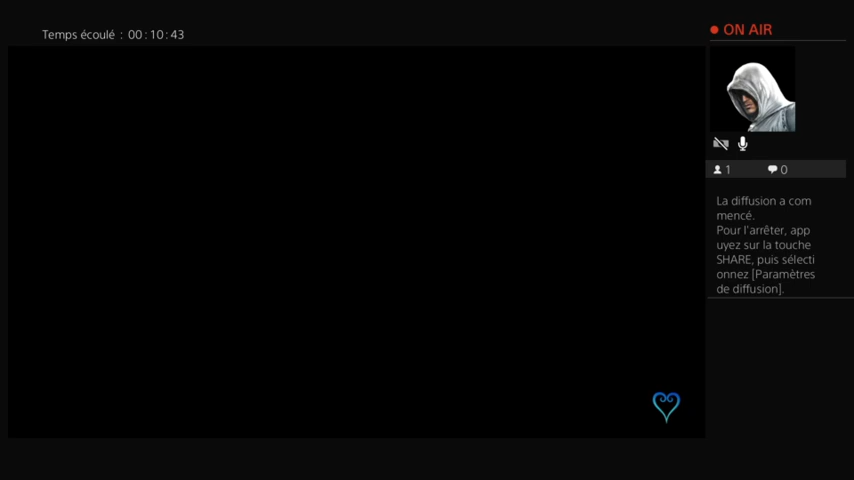 Temps écoulé : 00:10:43
ON AIR
1
0
La diffusion a com
mencé.
Pour l'arrêter, app
uyez sur la touche
SHARE, puis sélecti
onnez [Paramètres
de diffusion].